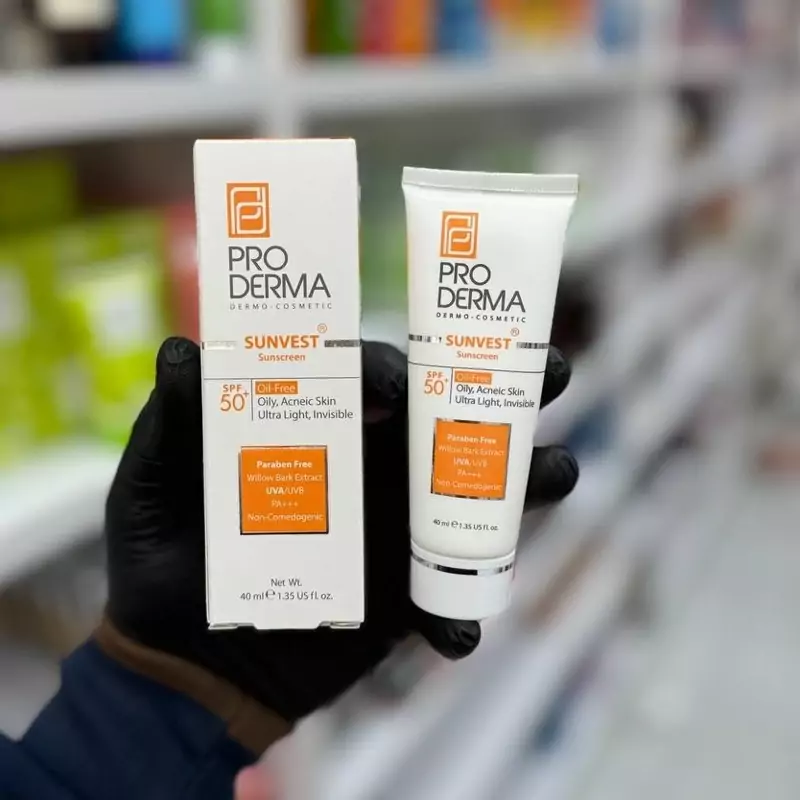 PRO
DERMA
DERMO-COSMETIC
SUNVEST®
Sunscreen
SPF
50+
Oil-Free
Oily, Acneic Skin
Ultra Light, Invisible
Paraben Free
Willow Bark Extract
UVA/UVB
PA+++
Non-Comedogenic
Net Wt.
40 ml ℮ 1.35 US fl. oz.
PRO
DERMA
DERMO-COSMETIC
SUNVEST®
Sunscreen
SPF
50+
Oil-Free
Oily, Acneic Skin
Ultra Light, Invisible
Paraben Free
Willow Bark Extract
UVA/UVB
PA+++
Non-Comedogenic
40 ml ℮ 1.35 US fl. oz.